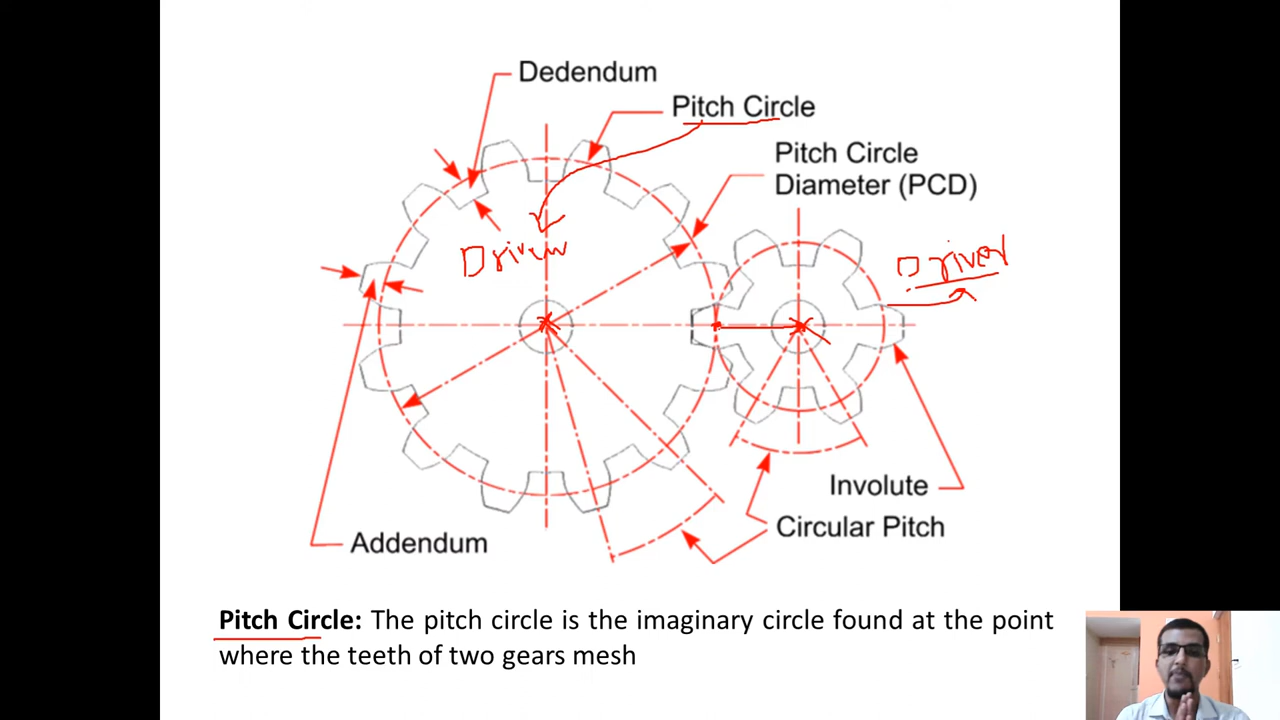 Dedendum
Pitch Circle
Pitch Circle
Diameter (PCD)
Driven
Driver
Involute
Circular Pitch
Addendum
Pitch Circle: The pitch circle is the imaginary circle found at the point
where the teeth of two gears mesh